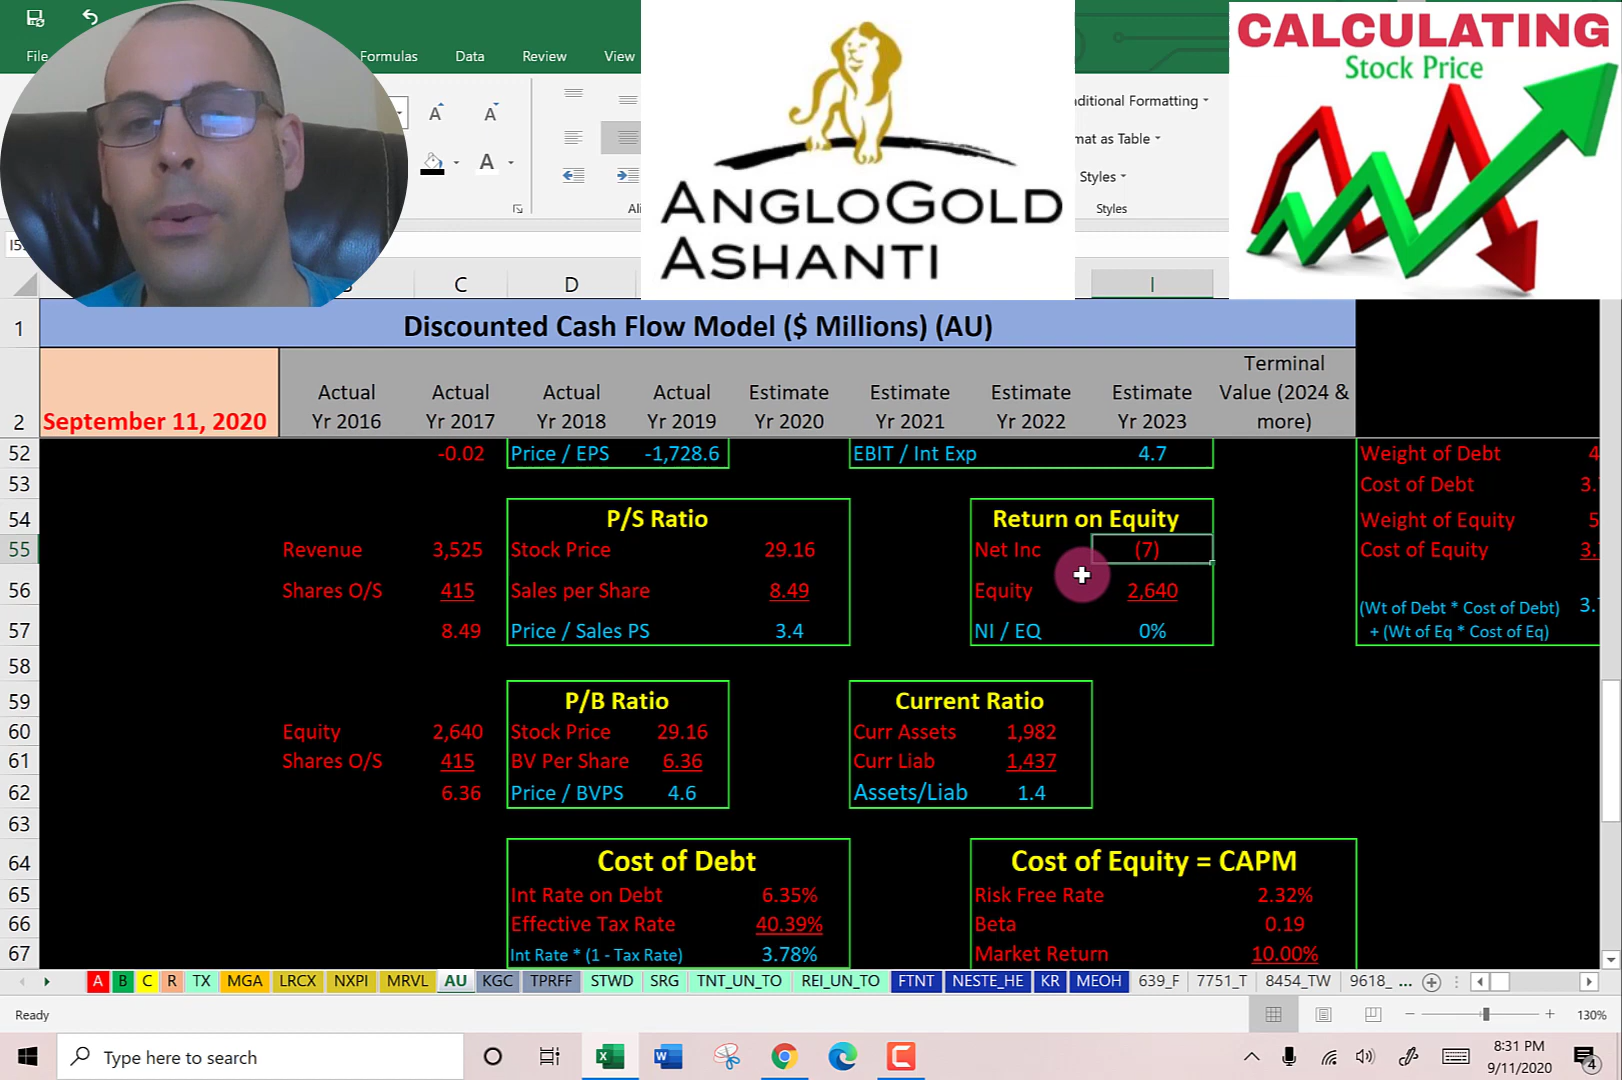 File
Formulas
Data
Review
View
ANGLOGOLD
ASHANTI
CALCULATING
Stock Price
ditional Formatting
mat as Table
Styles
Styles
C D I
1 Discounted Cash Flow Model ($ Millions) (AU)
2 September 11, 2020 Actual Yr 2016 Actual Yr 2017 Actual Yr 2018 Actual Yr 2019 Estimate Yr 2020 Estimate Yr 2021 Estimate Yr 2022 Estimate Yr 2023 Terminal Value (2024 & more)
52 -0.02 Price / EPS -1,728.6 EBIT / Int Exp 4.7 Weight of Debt 4
53 Cost of Debt 3.
54 P/S Ratio Return on Equity Weight of Equity 5
55 Revenue 3,525 Stock Price 29.16 Net Inc (7) Cost of Equity 3.
56 Shares O/S 415 Sales per Share 8.49 Equity 2,640 (Wt of Debt * Cost of Debt) 3.
57 8.49 Price / Sales PS 3.4 NI / EQ 0% + (Wt of Eq * Cost of Eq)
58
59 P/B Ratio Current Ratio
60 Equity 2,640 Stock Price 29.16 Curr Assets 1,982
61 Shares O/S 415 BV Per Share 6.36 Curr Liab 1,437
62 6.36 Price / BVPS 4.6 Assets/Liab 1.4
63
64 Cost of Debt Cost of Equity = CAPM
65 Int Rate on Debt 6.35% Risk Free Rate 2.32%
66 Effective Tax Rate 40.39% Beta 0.19
67 Int Rate * (1 - Tax Rate) 3.78% Market Return 10.00%
A B C R TX MGA LRCX NXPI MRVL AU KGC TPRFF STWD SRG TNT_UN_TO REI_UN_TO FTNT NESTE_HE KR MEOH 639_F 7751_T 8454_TW 9618_ ...
Ready 130%
Type here to search
8:31 PM
9/11/2020
4